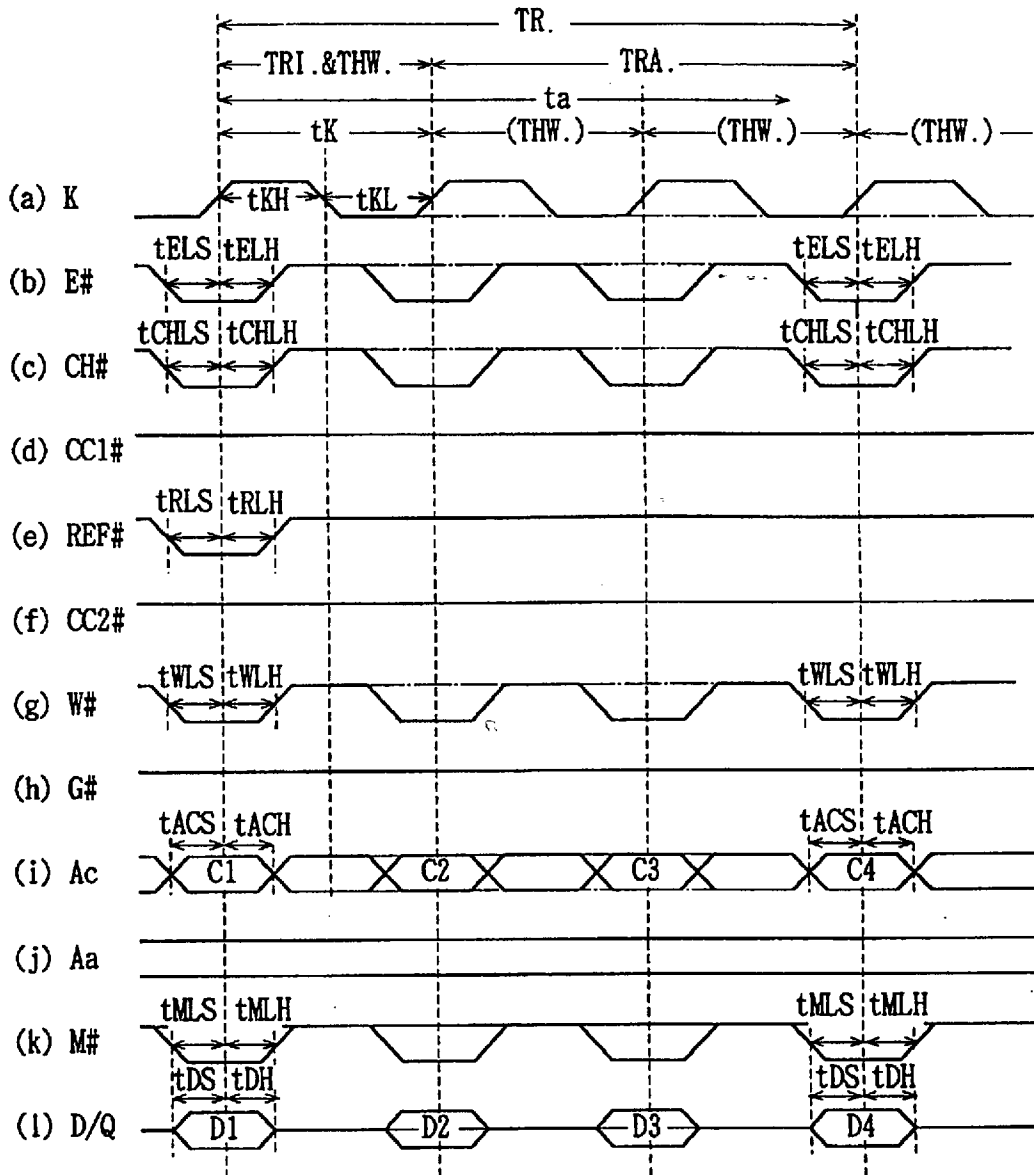 TR.
TRI.&THW. TRA.
ta
tK (THW.) (THW.) (THW.)
(a) K tKH tKL
tELS tELH tELS tELH
(b) E#
tCHLS tCHLH tCHLS tCHLH
(c) CH#
(d) CC1#
tRLS tRLH
(e) REF#
(f) CC2#
tWLS tWLH tWLS tWLH
(g) W#
(h) G#
tACS tACH tACS tACH
(i) Ac C1 C2 C3 C4
(j) Aa
tMLS tMLH tMLS tMLH
(k) M#
tDS tDH tDS tDH
(l) D/Q D1 D2 D3 D4